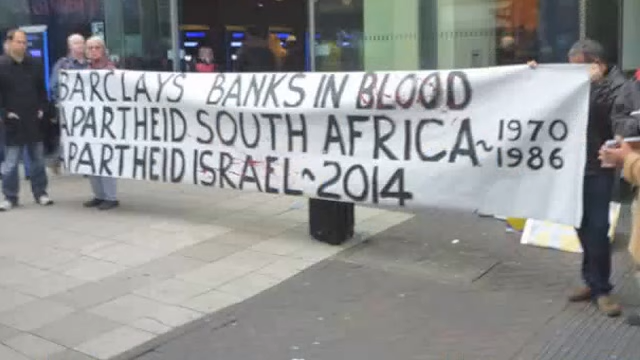 BARCLAYS BANKS IN BLOOD
APARTHEID SOUTH AFRICA~ 1970
1986
APARTHEID ISRAEL~2014